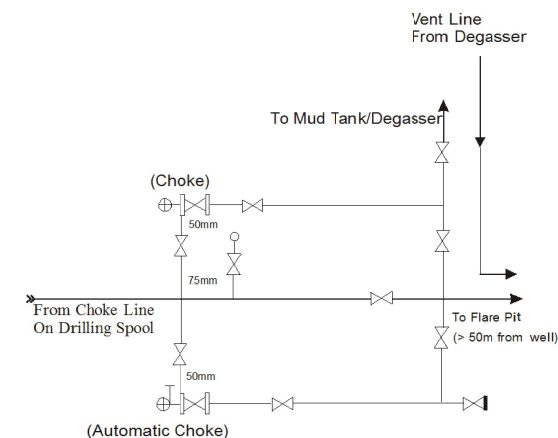 Vent Line
From Degasser
To Mud Tank/Degasser
(Choke)
50mm
75mm
From Choke Line
On Drilling Spool
To Flare Pit
(> 50m from well)
50mm
(Automatic Choke)